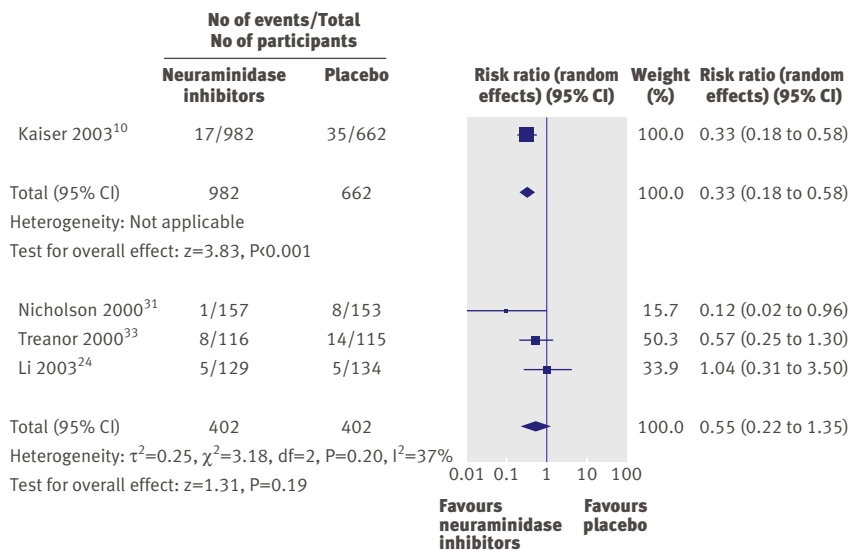 No of events/Total
No of participants
Neuraminidase inhibitors Placebo Risk ratio (random effects) (95% CI) Weight (%) Risk ratio (random effects) (95% CI)
Kaiser 2003¹⁰ 17/982 35/662 100.0 0.33 (0.18 to 0.58)
Total (95% CI) 982 662 100.0 0.33 (0.18 to 0.58)
Heterogeneity: Not applicable
Test for overall effect: z=3.83, P<0.001
Nicholson 2000³¹ 1/157 8/153 15.7 0.12 (0.02 to 0.96)
Treanor 2000³³ 8/116 14/115 50.3 0.57 (0.25 to 1.30)
Li 2003²⁴ 5/129 5/134 33.9 1.04 (0.31 to 3.50)
Total (95% CI) 402 402 100.0 0.55 (0.22 to 1.35)
Heterogeneity: τ²=0.25, χ²=3.18, df=2, P=0.20, I²=37%
Test for overall effect: z=1.31, P=0.19
0.01 0.1 1 10 100
Favours neuraminidase inhibitors Favours placebo